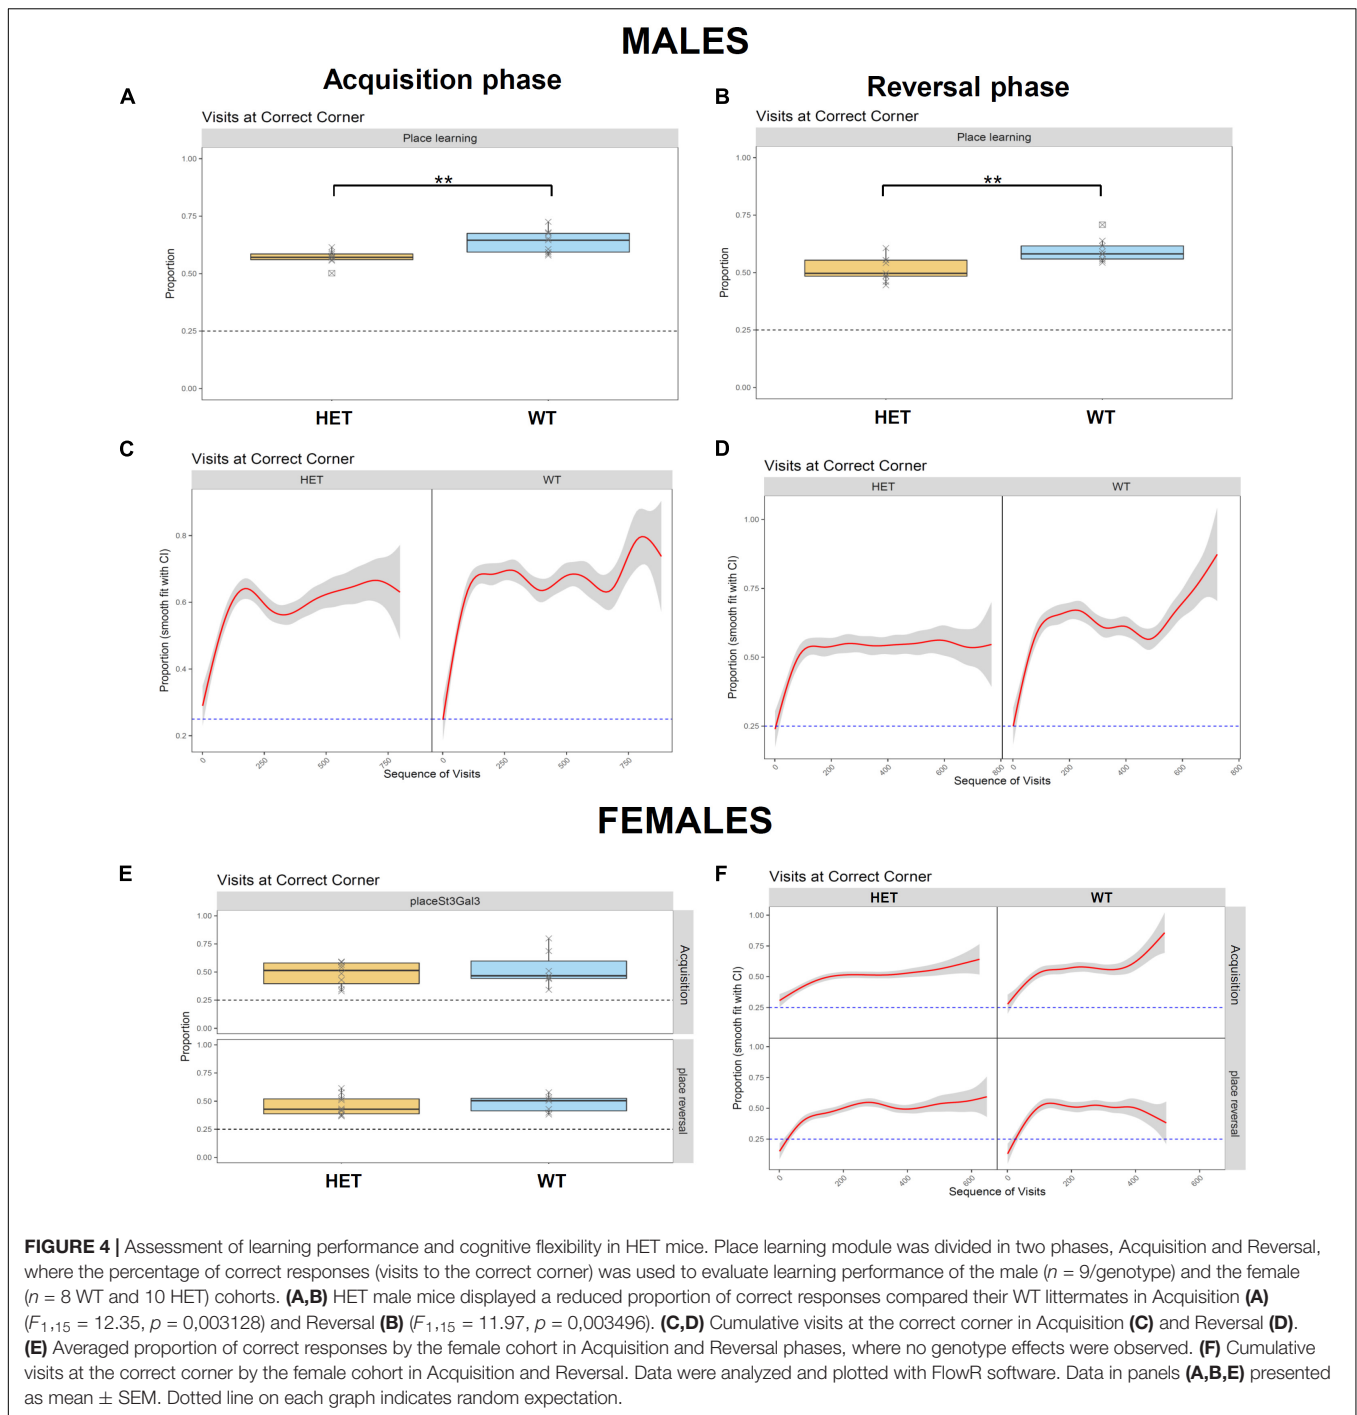 MALES
Acquisition phase
Reversal phase
A
Visits at Correct Corner
Place learning
1.00
0.75
0.50
0.25
0.00
Proportion
**
HET
WT
B
Visits at Correct Corner
Place learning
1.00
0.75
0.50
0.25
0.00
Proportion
**
HET
WT
C
Visits at Correct Corner
HET
WT
Proportion (smooth fit with CI)
0.8
0.6
0.4
0.2
0
250
500
750
0
250
500
750
Sequence of Visits
D
Visits at Correct Corner
HET
WT
Proportion (smooth fit with CI)
1.00
0.75
0.50
0.25
0
200
400
600
800
0
200
400
600
800
Sequence of Visits
FEMALES
E
Visits at Correct Corner
placeSt3Gal3
1.00
0.75
0.50
0.25
0.00
Acquisition
Proportion
1.00
0.75
0.50
0.25
0.00
place reversal
HET
WT
F
Visits at Correct Corner
HET
WT
1.00
0.75
0.50
0.25
Acquisition
Proportion (smooth fit with CI)
1.00
0.75
0.50
0.25
place reversal
0
200
400
600
0
200
400
600
Sequence of Visits
FIGURE 4 | Assessment of learning performance and cognitive flexibility in HET mice. Place learning module was divided in two phases, Acquisition and Reversal,
where the percentage of correct responses (visits to the correct corner) was used to evaluate learning performance of the male (n = 9/genotype) and the female
(n = 8 WT and 10 HET) cohorts. (A,B) HET male mice displayed a reduced proportion of correct responses compared their WT littermates in Acquisition (A)
(F1,15 = 12.35, p = 0,003128) and Reversal (B) (F1,15 = 11.97, p = 0,003496). (C,D) Cumulative visits at the correct corner in Acquisition (C) and Reversal (D).
(E) Averaged proportion of correct responses by the female cohort in Acquisition and Reversal phases, where no genotype effects were observed. (F) Cumulative
visits at the correct corner by the female cohort in Acquisition and Reversal. Data were analyzed and plotted with FlowR software. Data in panels (A,B,E) presented
as mean ± SEM. Dotted line on each graph indicates random expectation.